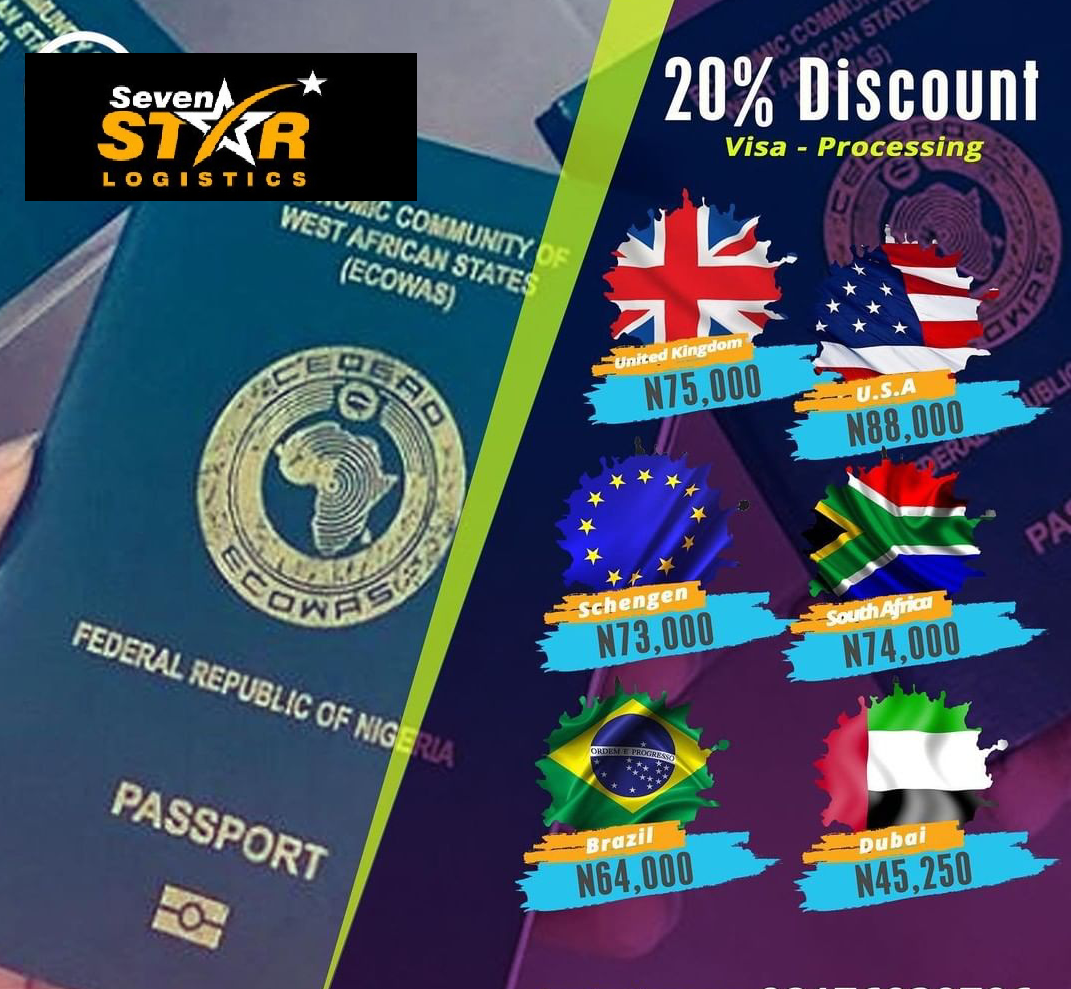 Seven
STAR
LOGISTICS
ECONOMIC COMMUNITY OF
WEST AFRICAN STATES
(ECOWAS)
CEDEAO
ECOWAS
FEDERAL REPUBLIC OF NIGERIA
PASSPORT
20% Discount
Visa - Processing
United Kingdom
N75,000
U.S.A
N88,000
Schengen
N73,000
South Africa
N74,000
ORDEM E PROGRESSO
Brazil
N64,000
Dubai
N45,250